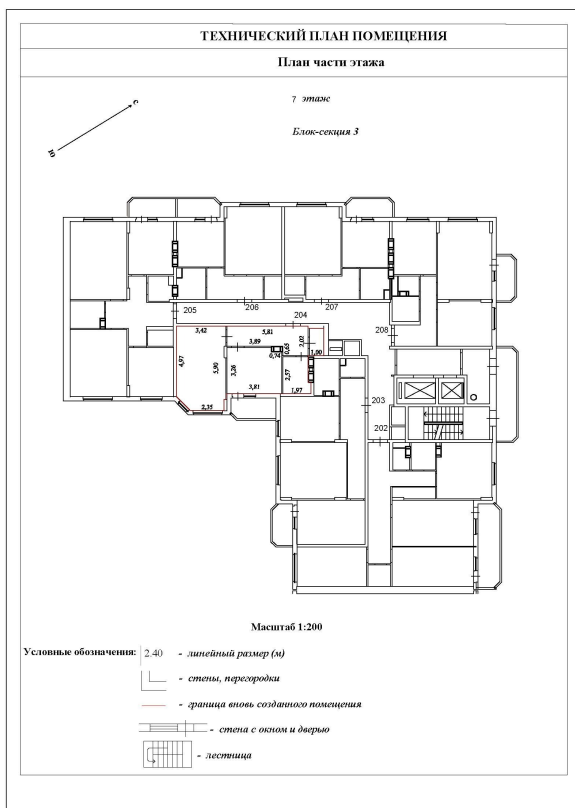 ТЕХНИЧЕСКИЙ ПЛАН ПОМЕЩЕНИЯ
План части этажа
7 этаж
Блок-секция 3
с
ю
205
206
207
204
208
203
202
3,42
5,81
3,89
4,97
5,90
3,26
0,74
0,65
2,02
1,00
2,57
3,81
1,97
2,35
Масштаб 1:200
Условные обозначения: 2.40 - линейный размер (м)
- стены, перегородки
- граница вновь созданного помещения
- стена с окном и дверью
- лестница